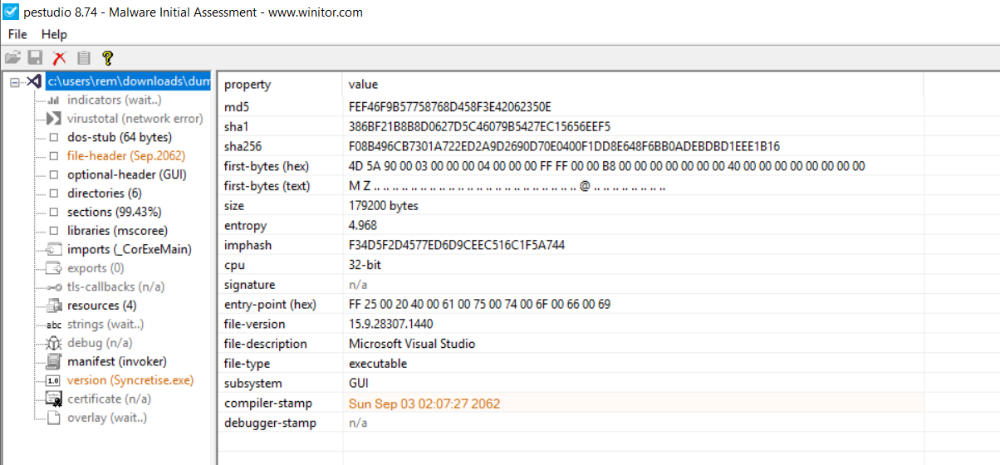 pestudio 8.74 - Malware Initial Assessment - www.winitor.com
File Help
c:\users\rem\downloads\dum
indicators (wait..)
virustotal (network error)
dos-stub (64 bytes)
file-header (Sep.2062)
optional-header (GUI)
directories (6)
sections (99.43%)
libraries (mscoree)
imports (_CorExeMain)
exports (0)
tls-callbacks (n/a)
resources (4)
abc strings (wait..)
debug (n/a)
manifest (invoker)
1.0 version (Syncretise.exe)
certificate (n/a)
overlay (wait..)
property value
md5 FEF46F9B57758768D458F3E42062350E
sha1 386BF21B8B8D0627D5C46079B5427EC15656EEF5
sha256 F08B496CB7301A722ED2A9D2690D70E0400F1DD8E648F6BB0ADEBDBD1EEE1B16
first-bytes (hex) 4D 5A 90 00 03 00 00 00 04 00 00 00 FF FF 00 00 B8 00 00 00 00 00 00 00 40 00 00 00 00 00 00 00 00
first-bytes (text) M Z .. .. .. .. .. .. .. .. .. .. .. .. .. .. .. .. .. .. .. .. @ .. .. .. .. .. .. .. ..
size 179200 bytes
entropy 4.968
imphash F34D5F2D4577ED6D9CEEC516C1F5A744
cpu 32-bit
signature n/a
entry-point (hex) FF 25 00 20 40 00 61 00 75 00 74 00 6F 00 66 00 69
file-version 15.9.28307.1440
file-description Microsoft Visual Studio
file-type executable
subsystem GUI
compiler-stamp Sun Sep 03 02:07:27 2062
debugger-stamp n/a